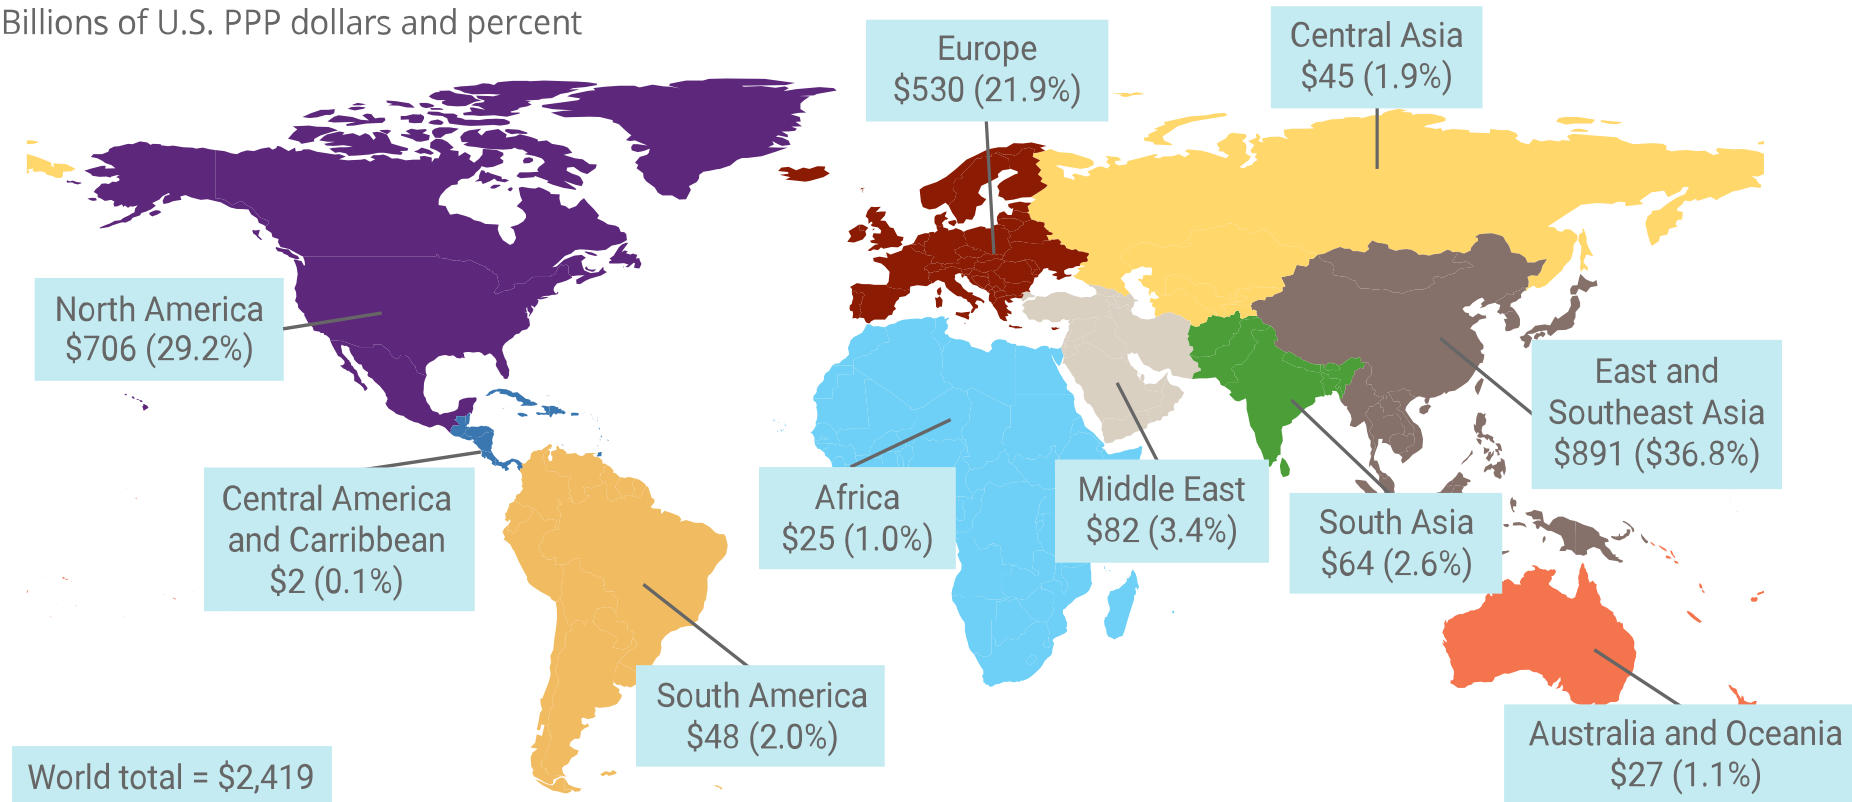 Billions of U.S. PPP dollars and percent
Europe
$530 (21.9%)
Central Asia
$45 (1.9%)
North America
$706 (29.2%)
East and
Southeast Asia
$891 ($36.8%)
Central America
and Carribbean
$2 (0.1%)
Africa
$25 (1.0%)
Middle East
$82 (3.4%)
South Asia
$64 (2.6%)
South America
$48 (2.0%)
Australia and Oceania
$27 (1.1%)
World total = $2,419